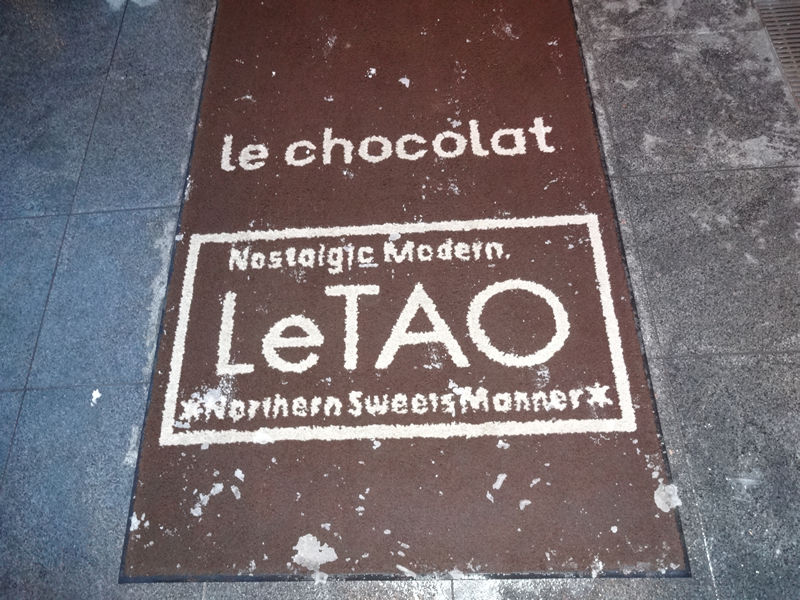 le chocolat
Nostalgic Modern.
LeTAO
*Northern Sweets Manner*